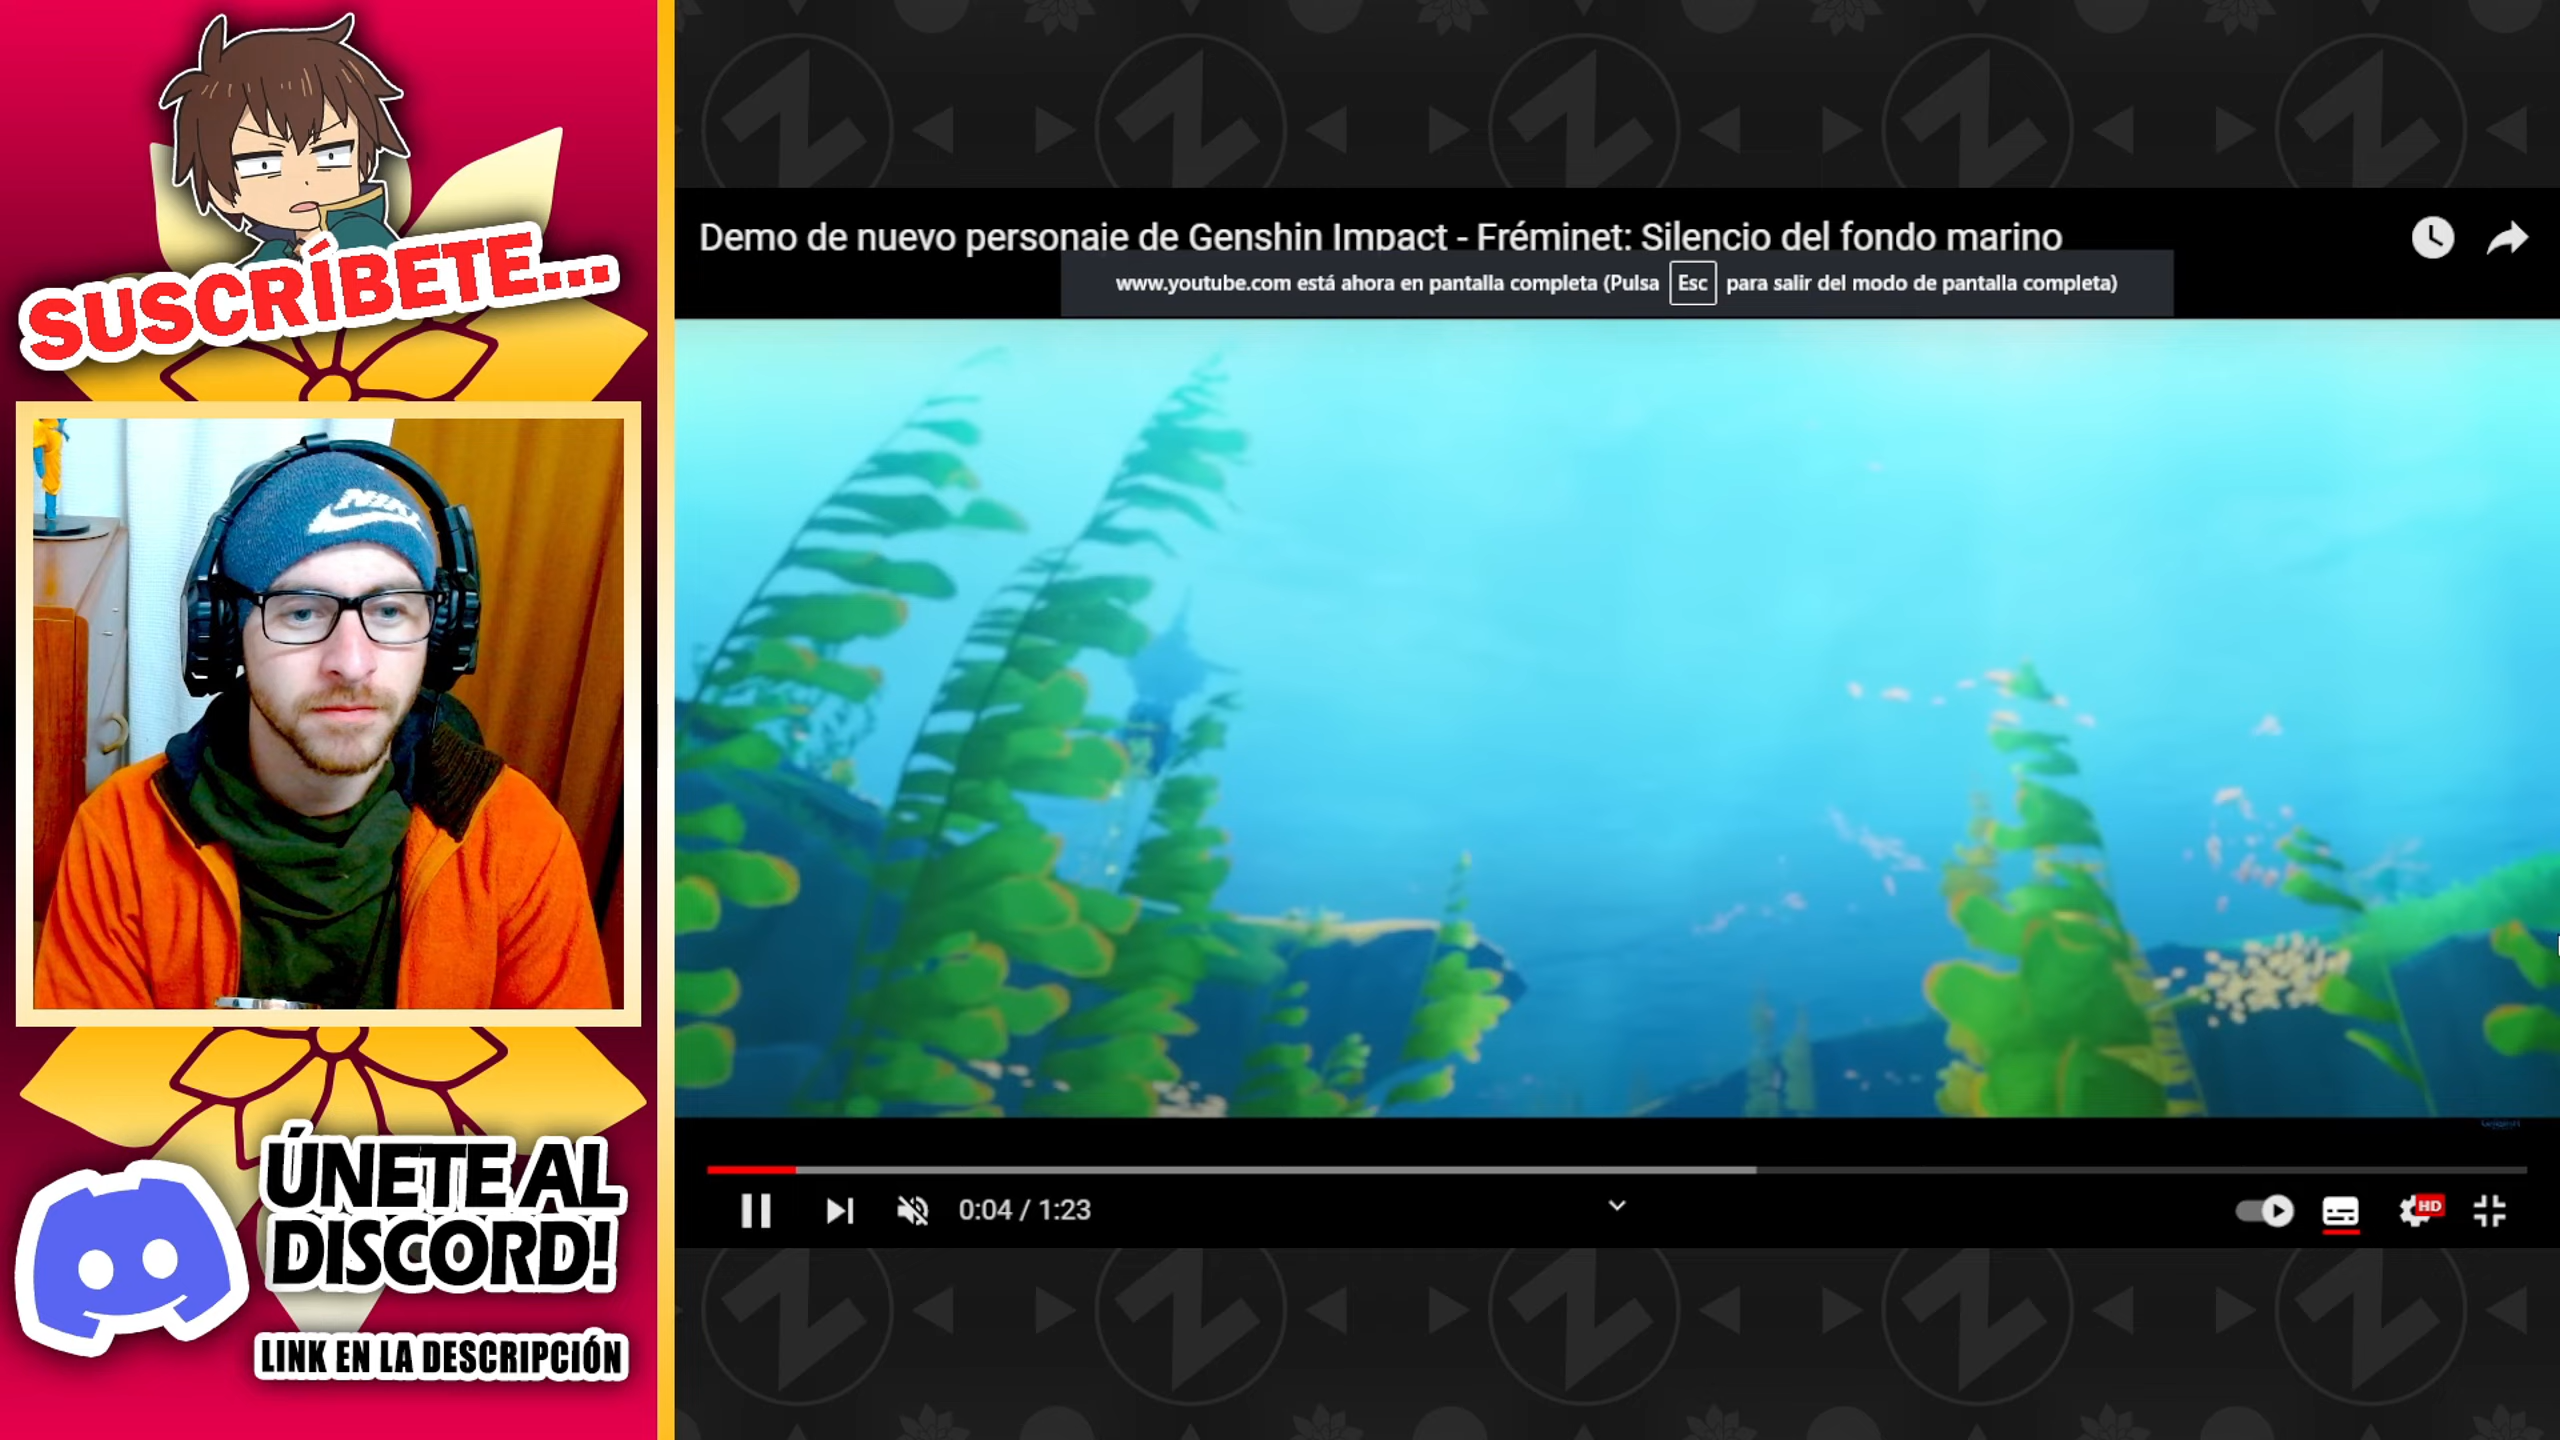 SUSCRÍBETE...
NIKE
ÚNETE AL
DISCORD!
LINK EN LA DESCRIPCIÓN
Demo de nuevo personaje de Genshin Impact - Fréminet: Silencio del fondo marino
www.youtube.com está ahora en pantalla completa (Pulsa Esc para salir del modo de pantalla completa)
0:04 / 1:23
HD